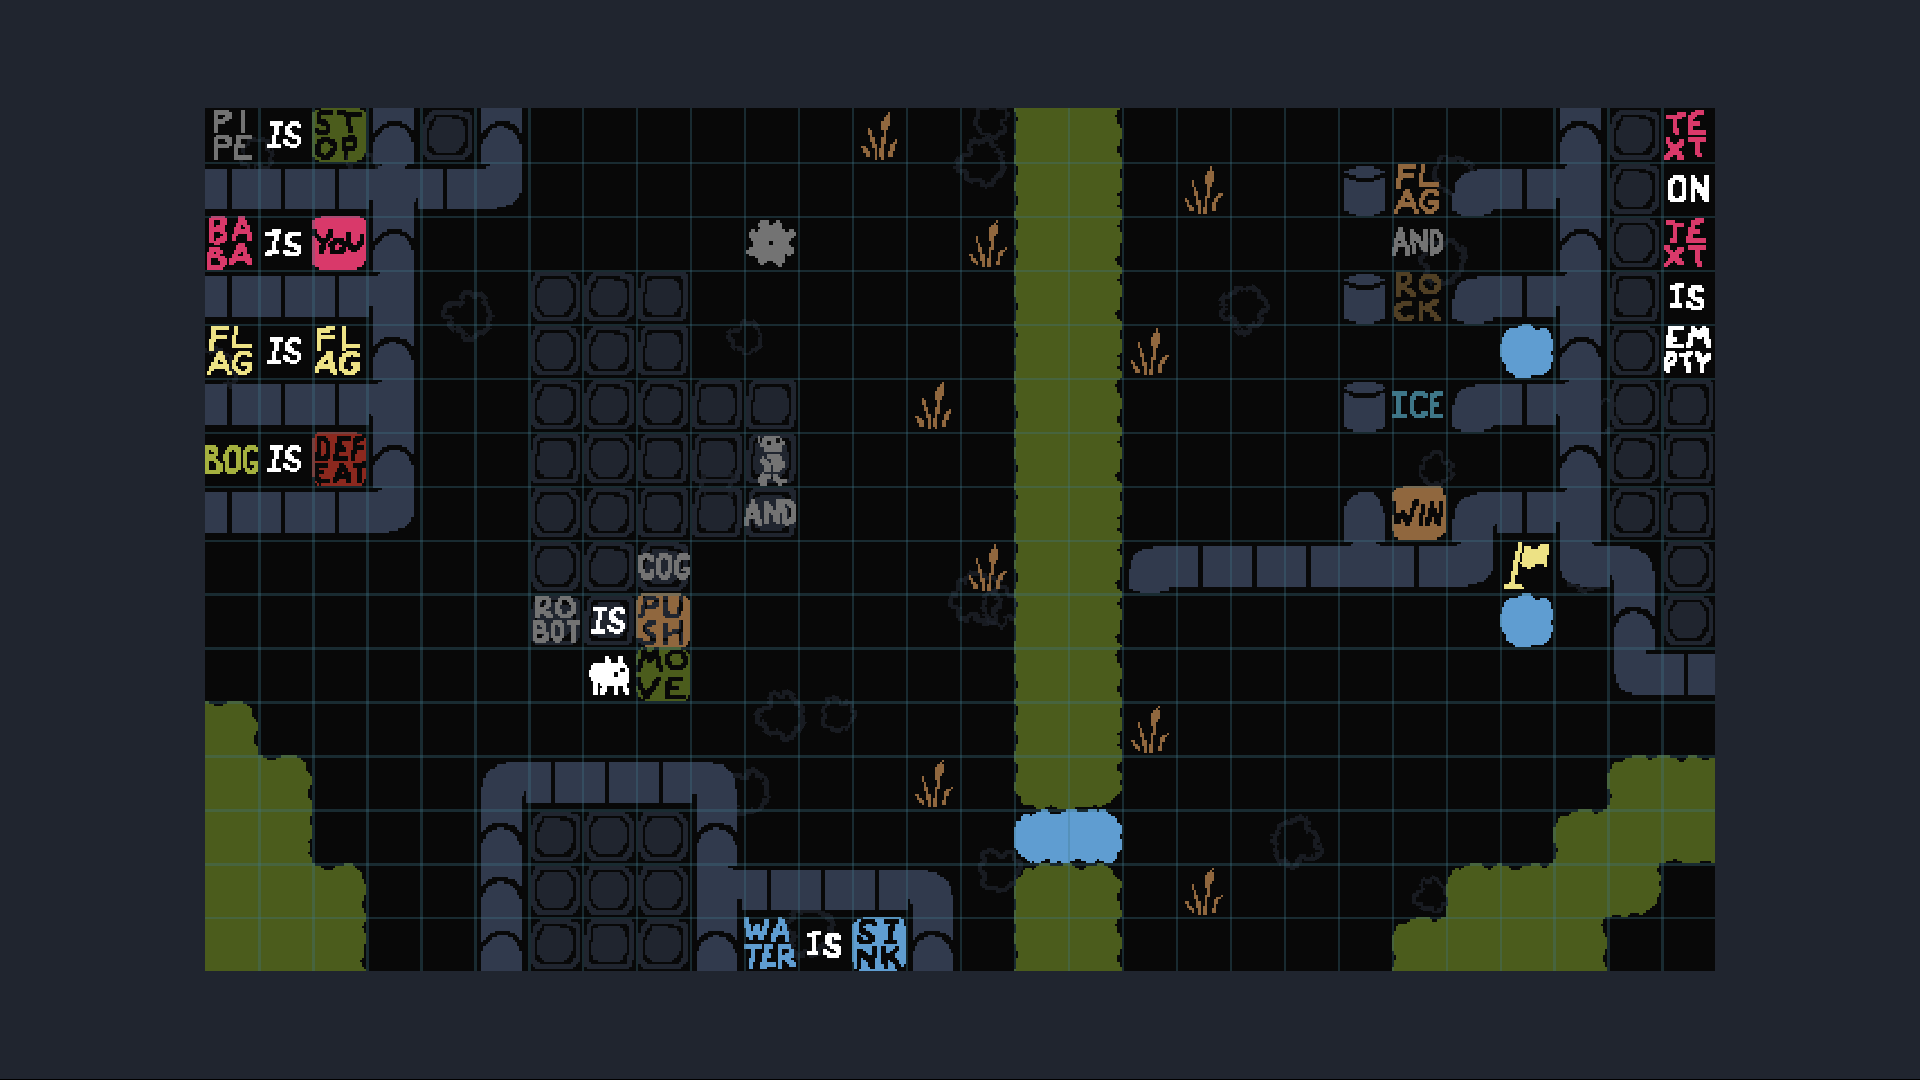 PIPE IS STOP
TEXT
FLAG
ON
BABA IS YOU
AND
TEXT
ROCK
IS
FLAG IS FLAG
EMPTY
ICE
BOG IS DEFEAT
AND
WIN
COG
ROBOT IS PUSH
MOVE
WATER IS SINK